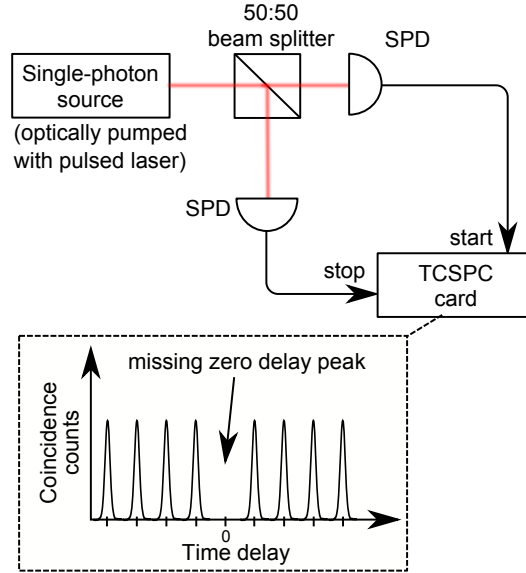 50:50
beam splitter
SPD
Single-photon
source
(optically pumped
with pulsed laser)
SPD
start
stop
TCSPC
card
missing zero delay peak
Coincidence
counts
0
Time delay